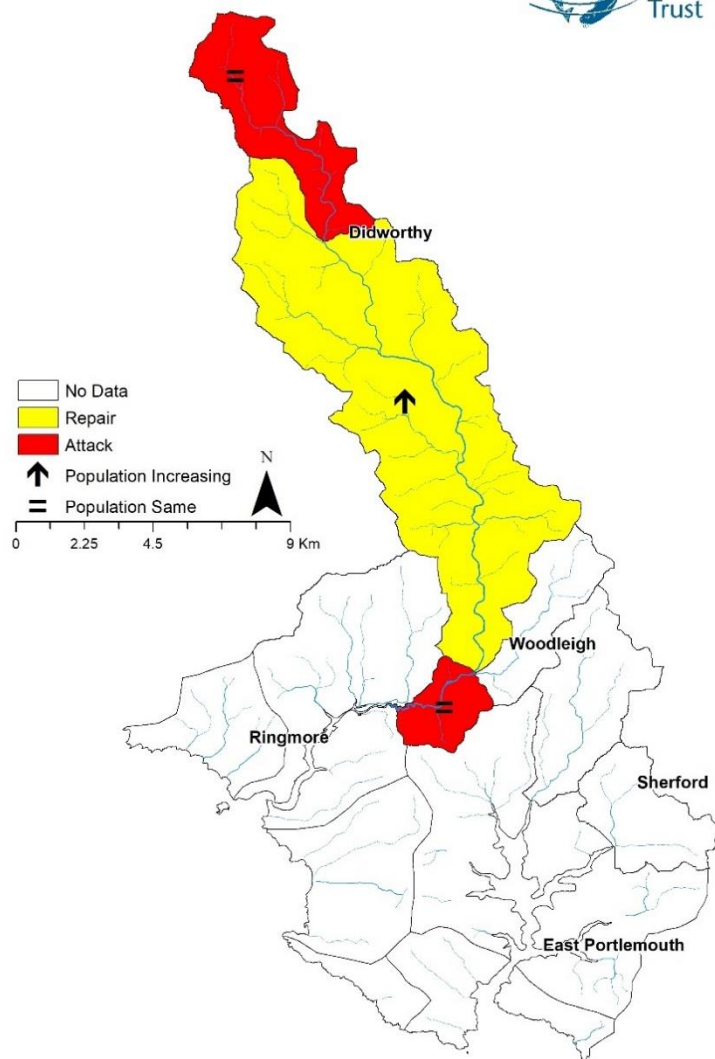 Trust
Didworthy
No Data
Repair
Attack
Population Increasing
Population Same
N
0 2.25 4.5 9 Km
Woodleigh
Ringmore
Sherford
East Portlemouth